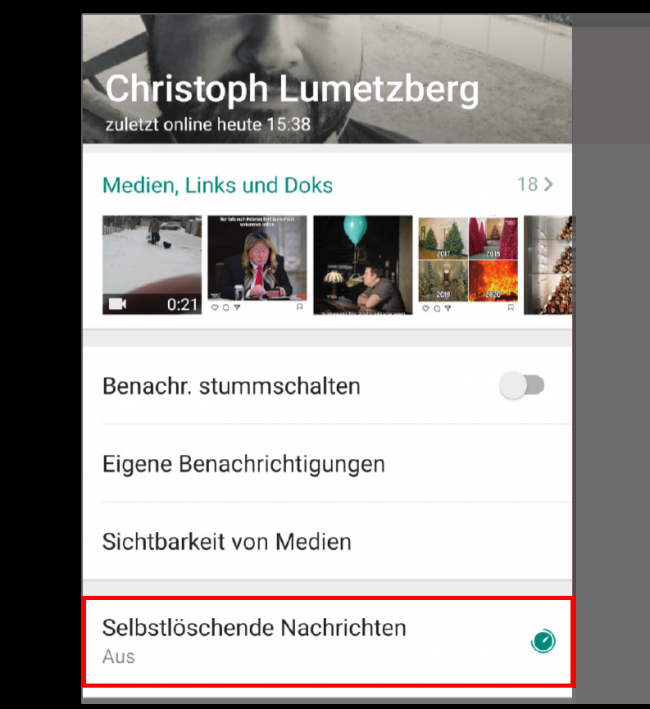 Christoph Lumetzberg
zuletzt online heute 15:38
Medien, Links und Doks
18
0:21
2017
2018
2019
2020
Benachr. stummschalten
Eigene Benachrichtigungen
Sichtbarkeit von Medien
Selbstlöschende Nachrichten
Aus